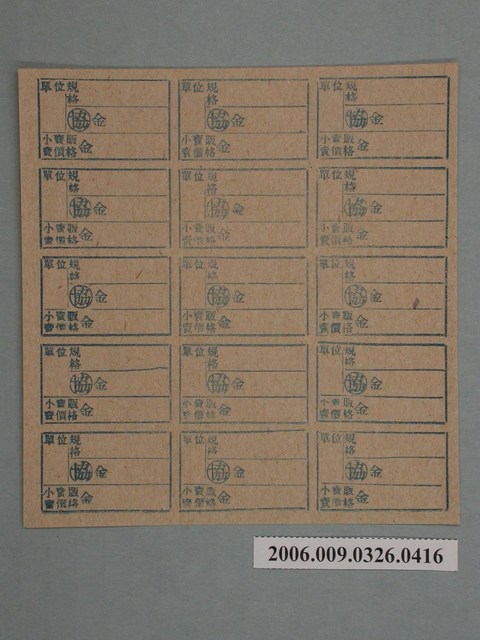 單位規格 單位規格 單位規格
協 金 協 金 協 金
小賣販 小賣販 小賣販
賣價格 金 賣價格 金 賣價格 金
單位規格 單位規格 單位規格
協 金 協 金 協 金
小賣販 小賣販 小賣販
賣價格 金 賣價格 金 賣價格 金
單位規格 單位規格 單位規格
協 金 協 金 協 金
小賣販 小賣販 小賣販
賣價格 金 賣價格 金 賣價格 金
單位規格 單位規格 單位規格
協 金 協 金 協 金
小賣販 小賣販 小賣販
賣價格 金 賣價格 金 賣價格 金
單位規格 單位規格 單位規格
協 金 協 金 協 金
小賣販 小賣販 小賣販
賣價格 金 賣價格 金 賣價格 金
2006.009.0326.0416